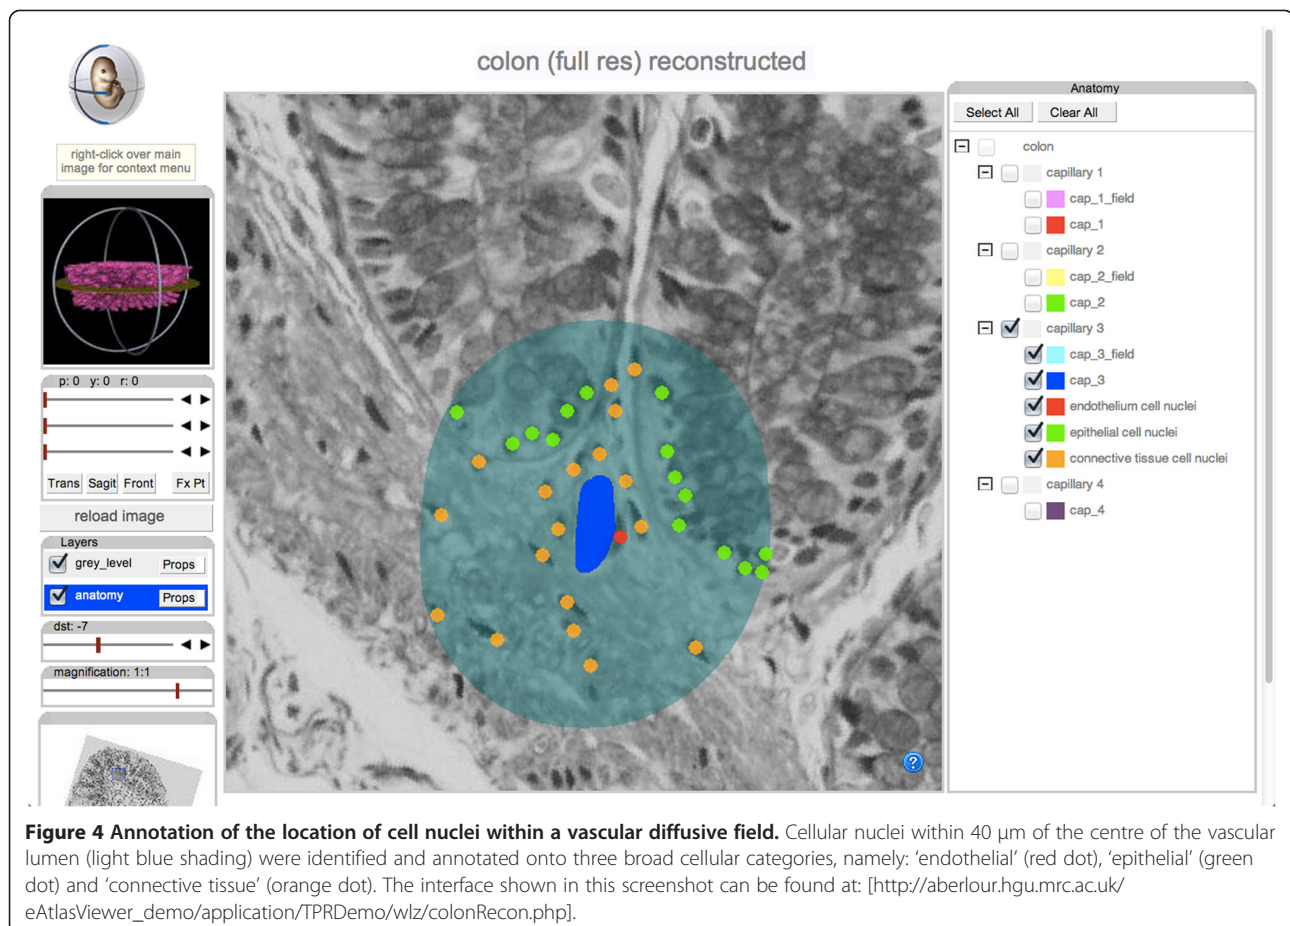 colon (full res) reconstructed
right-click over main
image for context menu
p: 0 y: 0 r: 0
Trans Sagit Front Fx Pt
reload image
Layers
grey_level Props
anatomy Props
dst: -7
magnification: 1:1
?
Anatomy
Select All Clear All
colon
capillary 1
cap_1_field
cap_1
capillary 2
cap_2_field
cap_2
capillary 3
cap_3_field
cap_3
endothelium cell nuclei
epithelial cell nuclei
connective tissue cell nuclei
capillary 4
cap_4
Figure 4 Annotation of the location of cell nuclei within a vascular diffusive field. Cellular nuclei within 40 μm of the centre of the vascular
lumen (light blue shading) were identified and annotated onto three broad cellular categories, namely: ‘endothelial’ (red dot), ‘epithelial’ (green
dot) and ‘connective tissue’ (orange dot). The interface shown in this screenshot can be found at: [http://aberlour.hgu.mrc.ac.uk/
eAtlasViewer_demo/application/TPRDemo/wlz/colonRecon.php].